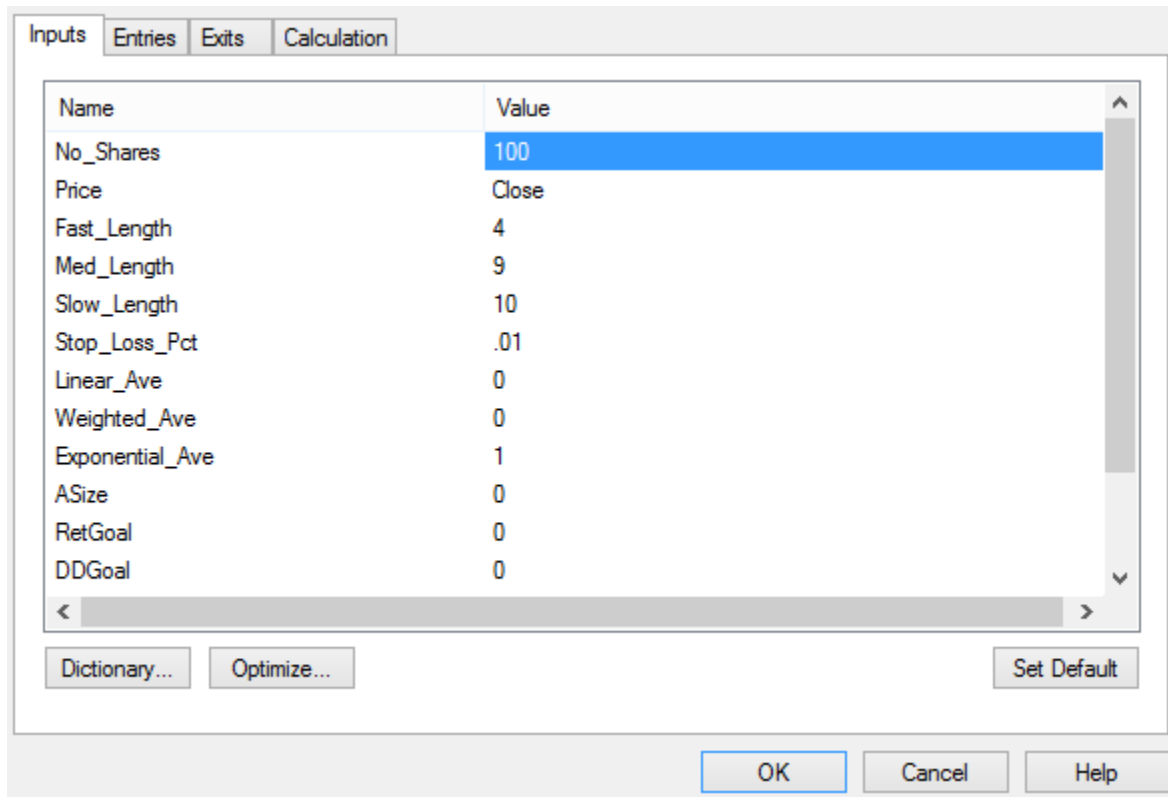 Inputs Entries Exits Calculation
Name Value
No_Shares 100
Price Close
Fast_Length 4
Med_Length 9
Slow_Length 10
Stop_Loss_Pct .01
Linear_Ave 0
Weighted_Ave 0
Exponential_Ave 1
ASize 0
RetGoal 0
DDGoal 0
Dictionary... Optimize... Set Default
OK Cancel Help